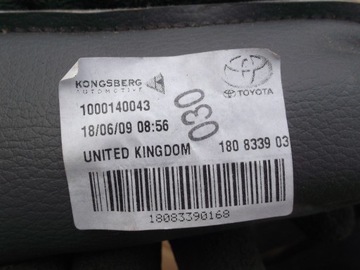 KONGSBERG
AUTOMOTIVE
TOYOTA
1000140043
18/06/09 08:56
030
UNITED KINGDOM 180 8339 03
18083390168